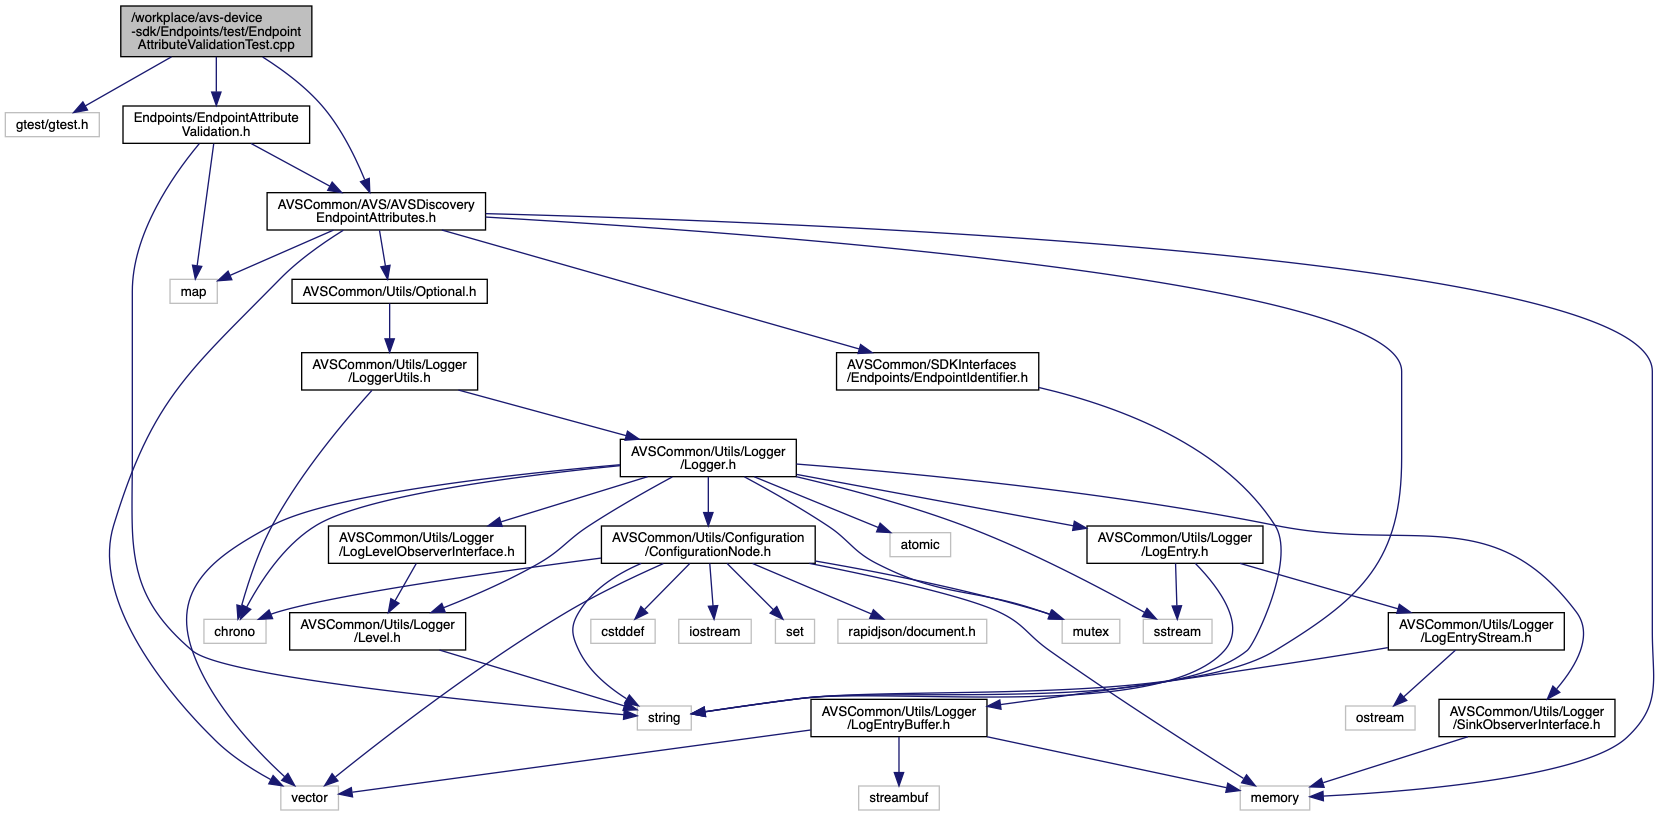 /workplace/avs-device
-sdk/Endpoints/test/Endpoint
AttributeValidationTest.cpp
gtest/gtest.h
Endpoints/EndpointAttribute
Validation.h
AVSCommon/AVS/AVSDiscovery
EndpointAttributes.h
map
AVSCommon/Utils/Optional.h
AVSCommon/Utils/Logger
/LoggerUtils.h
AVSCommon/SDKInterfaces
/Endpoints/EndpointIdentifier.h
AVSCommon/Utils/Logger
/Logger.h
AVSCommon/Utils/Logger
/LogLevelObserverInterface.h
AVSCommon/Utils/Configuration
/ConfigurationNode.h
atomic
AVSCommon/Utils/Logger
/LogEntry.h
chrono
AVSCommon/Utils/Logger
/Level.h
cstddef
iostream
set
rapidjson/document.h
mutex
sstream
AVSCommon/Utils/Logger
/LogEntryStream.h
string
AVSCommon/Utils/Logger
/LogEntryBuffer.h
ostream
AVSCommon/Utils/Logger
/SinkObserverInterface.h
vector
streambuf
memory